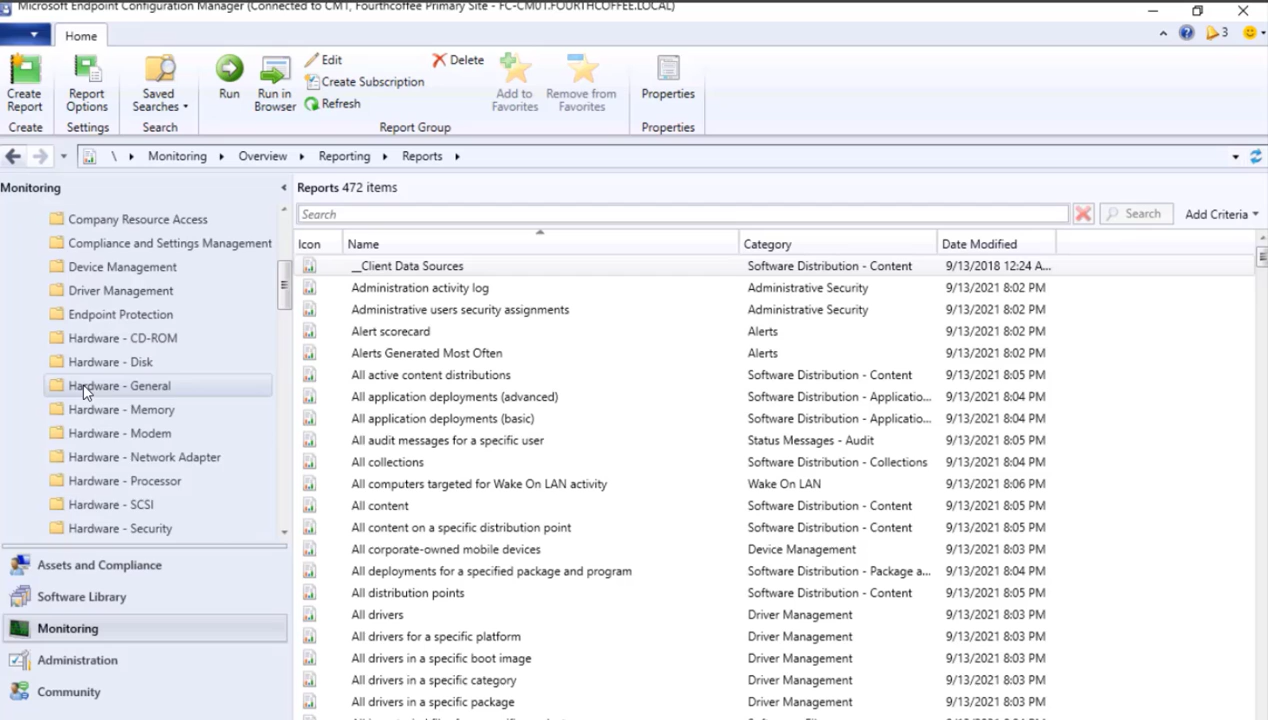 Microsoft Endpoint Configuration Manager (Connected to CMT, Fourthcoffee Primary Site - FC-CM01.FOURTHCOFFEE.LOCAL)
Home
3
Create Report
Report Options
Saved Searches
Run
Run in Browser
Edit
Create Subscription
Refresh
Delete
Add to Favorites
Remove from Favorites
Properties
Create
Settings
Search
Report Group
Properties
\ Monitoring Overview Reporting Reports
Monitoring
Company Resource Access
Compliance and Settings Management
Device Management
Driver Management
Endpoint Protection
Hardware - CD-ROM
Hardware - Disk
Hardware - General
Hardware - Memory
Hardware - Modem
Hardware - Network Adapter
Hardware - Processor
Hardware - SCSI
Hardware - Security
Assets and Compliance
Software Library
Monitoring
Administration
Community
Reports 472 items
Search Search Add Criteria
Icon Name Category Date Modified
__Client Data Sources Software Distribution - Content 9/13/2018 12:24 A...
Administration activity log Administrative Security 9/13/2021 8:02 PM
Administrative users security assignments Administrative Security 9/13/2021 8:02 PM
Alert scorecard Alerts 9/13/2021 8:02 PM
Alerts Generated Most Often Alerts 9/13/2021 8:02 PM
All active content distributions Software Distribution - Content 9/13/2021 8:05 PM
All application deployments (advanced) Software Distribution - Applicatio... 9/13/2021 8:04 PM
All application deployments (basic) Software Distribution - Applicatio... 9/13/2021 8:04 PM
All audit messages for a specific user Status Messages - Audit 9/13/2021 8:05 PM
All collections Software Distribution - Collections 9/13/2021 8:04 PM
All computers targeted for Wake On LAN activity Wake On LAN 9/13/2021 8:06 PM
All content Software Distribution - Content 9/13/2021 8:05 PM
All content on a specific distribution point Software Distribution - Content 9/13/2021 8:05 PM
All corporate-owned mobile devices Device Management 9/13/2021 8:03 PM
All deployments for a specified package and program Software Distribution - Package a... 9/13/2021 8:04 PM
All distribution points Software Distribution - Content 9/13/2021 8:05 PM
All drivers Driver Management 9/13/2021 8:03 PM
All drivers for a specific platform Driver Management 9/13/2021 8:03 PM
All drivers in a specific boot image Driver Management 9/13/2021 8:03 PM
All drivers in a specific category Driver Management 9/13/2021 8:03 PM
All drivers in a specific package Driver Management 9/13/2021 8:03 PM